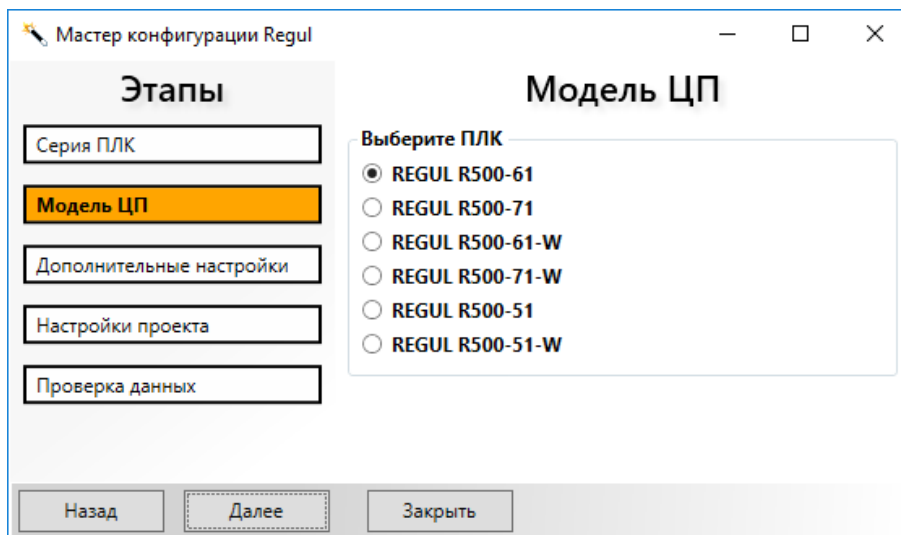 Мастер конфигурации Regul
Этапы
Серия ПЛК
Модель ЦП
Дополнительные настройки
Настройки проекта
Проверка данных
Модель ЦП
Выберите ПЛК
REGUL R500-61
REGUL R500-71
REGUL R500-61-W
REGUL R500-71-W
REGUL R500-51
REGUL R500-51-W
Назад
Далее
Закрыть